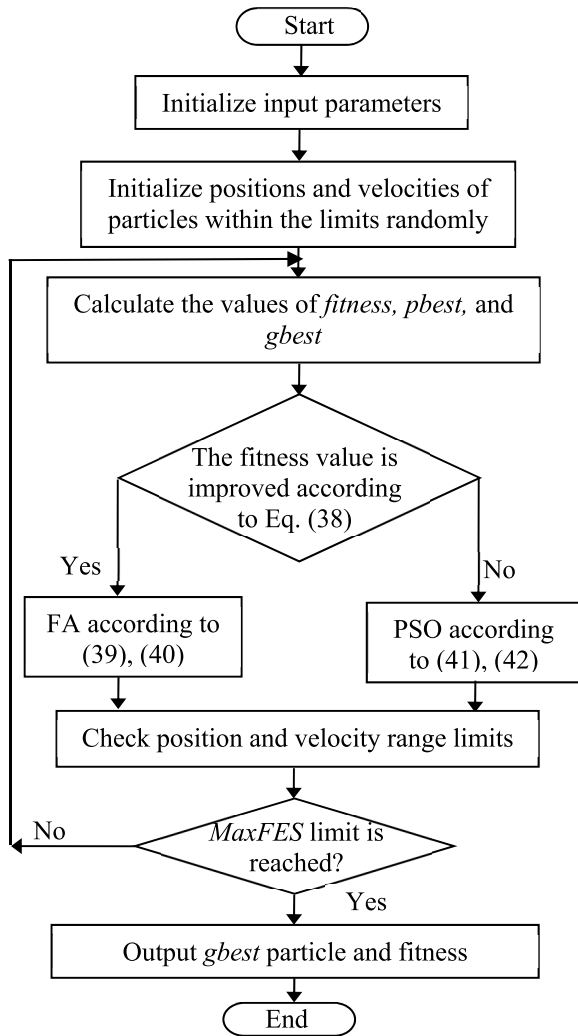 Start
Initialize input parameters
Initialize positions and velocities of
particles within the limits randomly
Calculate the values of fitness, pbest, and
gbest
The fitness value is
improved according
to Eq. (38)
Yes
No
FA according to
(39), (40)
PSO according
to (41), (42)
Check position and velocity range limits
No
MaxFES limit is
reached?
Yes
Output gbest particle and fitness
End